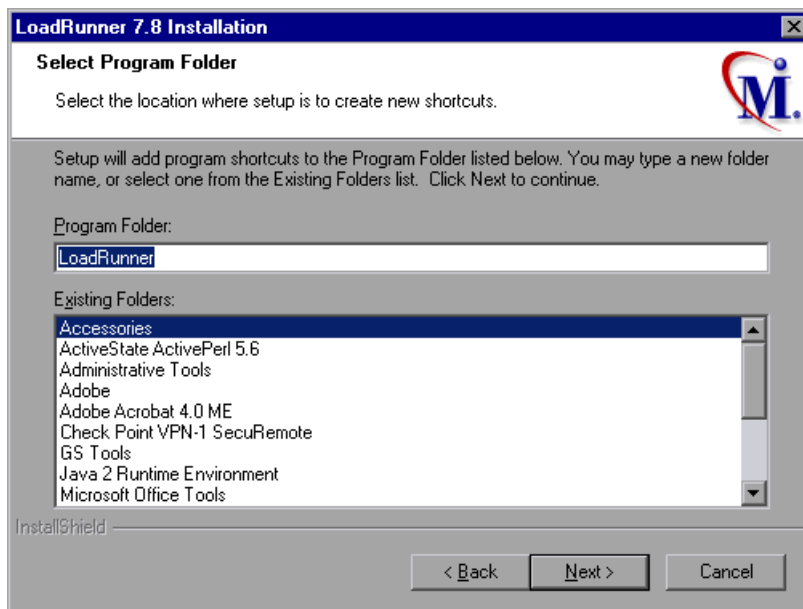 LoadRunner 7.8 Installation
Select Program Folder
Select the location where setup is to create new shortcuts.
M.
Setup will add program shortcuts to the Program Folder listed below. You may type a new folder
name, or select one from the Existing Folders list. Click Next to continue.
Program Folder:
LoadRunner
Existing Folders:
Accessories
ActiveState ActivePerl 5.6
Administrative Tools
Adobe
Adobe Acrobat 4.0 ME
Check Point VPN-1 SecuRemote
GS Tools
Java 2 Runtime Environment
Microsoft Office Tools
InstallShield
< Back Next > Cancel